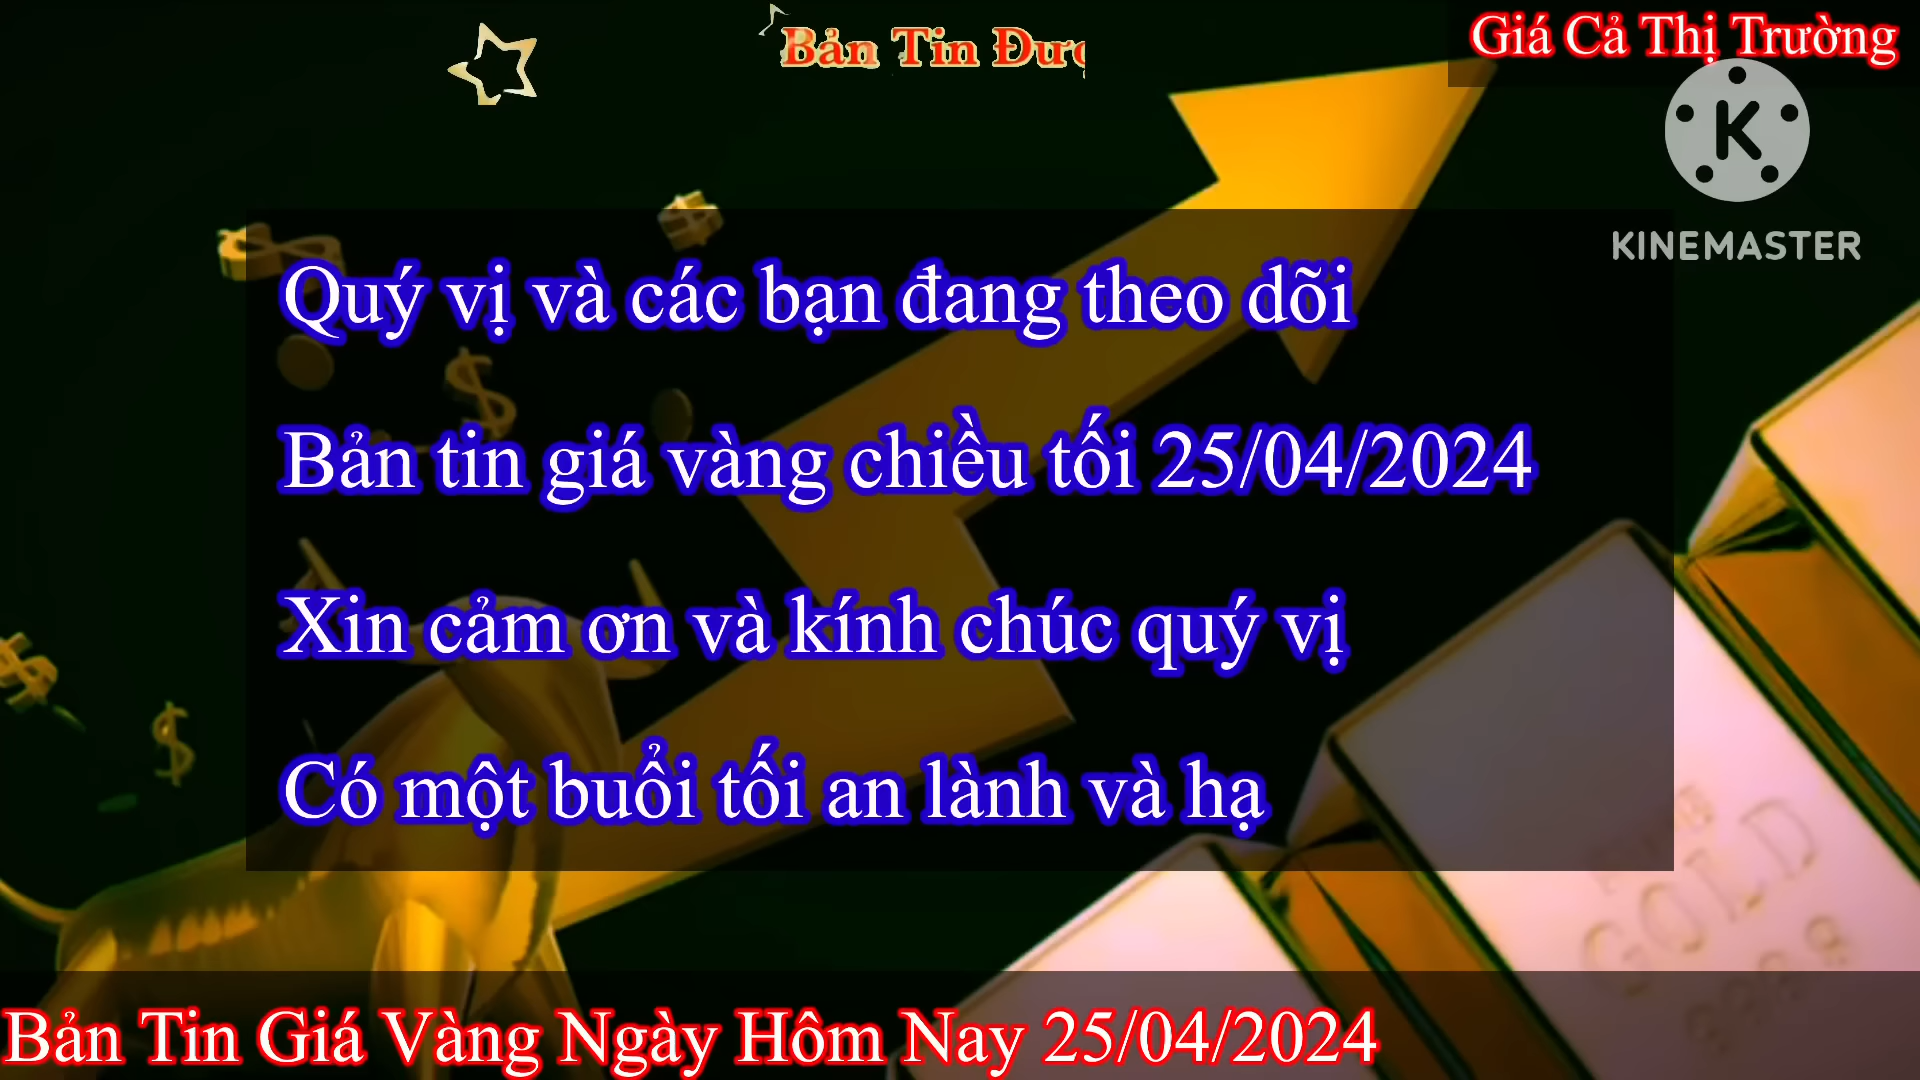 Bản Tin
Giá Cả Thị Trường
K
KINEMASTER
Quý vị và các bạn đang theo dõi
Bản tin giá vàng chiều tối 25/04/2024
Xin cảm ơn và kính chúc quý vị
Có một buổi tối an lành và hạ
GOLD
Bản Tin Giá Vàng Ngày Hôm Nay 25/04/2024